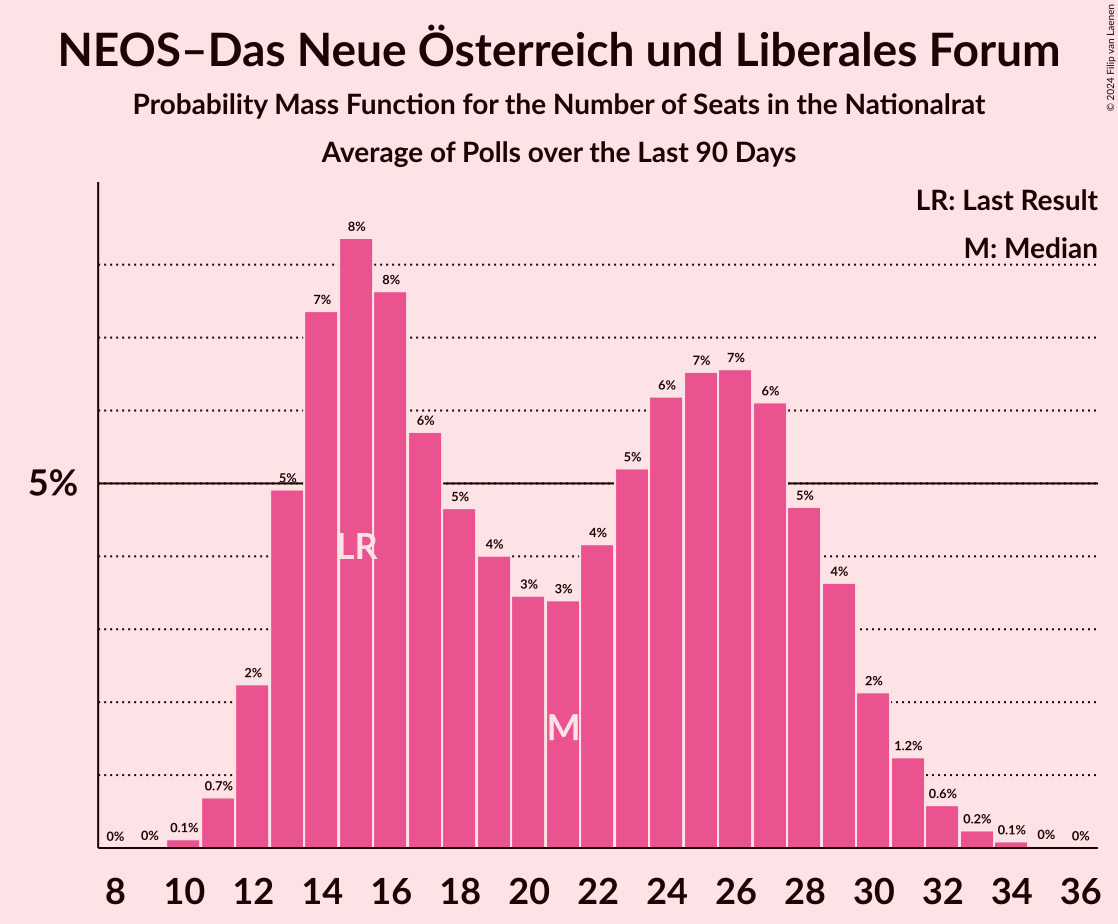 NEOS–Das Neue Österreich und Liberales Forum
Probability Mass Function for the Number of Seats in the Nationalrat
Average of Polls over the Last 90 Days
© 2024 Filip van Laenen
LR: Last Result
M: Median
5%
0% 0% 0.1% 0.7% 2% 5% 7% 8% 8% 6% 5% 4% 3% 3% 4% 5% 6% 7% 7% 6% 5% 4% 2% 1.2% 0.6% 0.2% 0.1% 0% 0%
LR
M
8 10 12 14 16 18 20 22 24 26 28 30 32 34 36